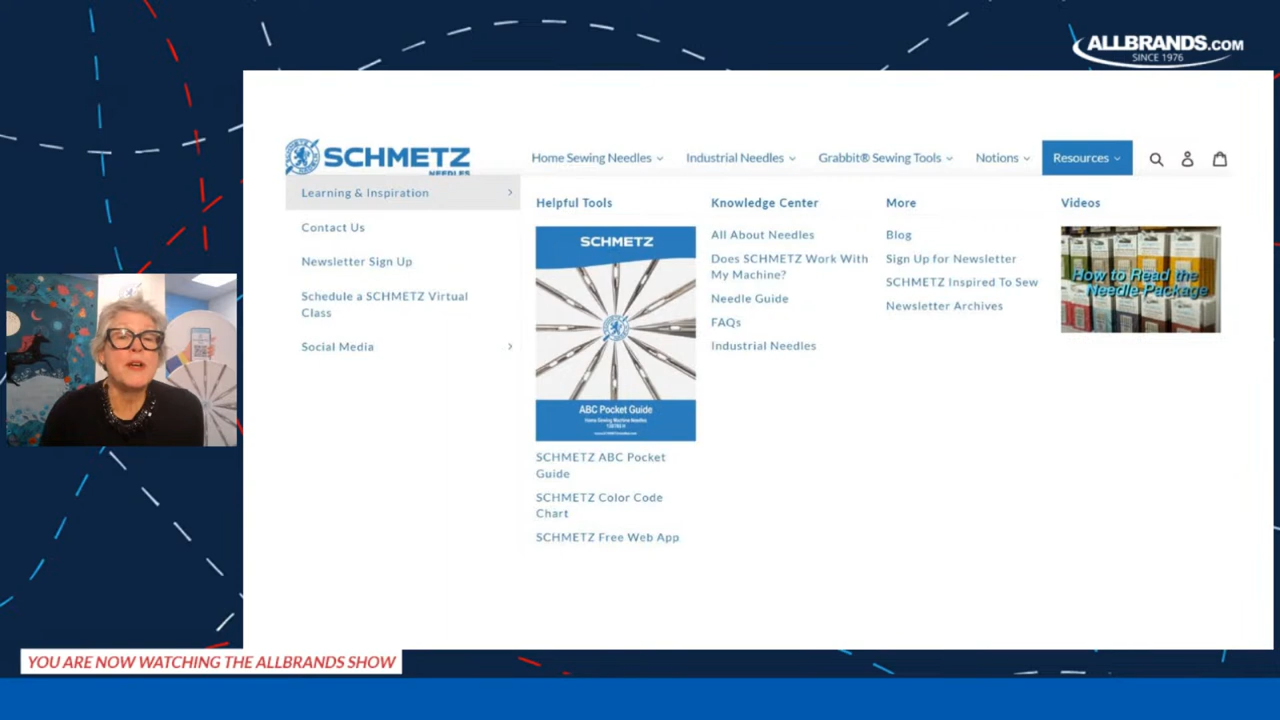 ALLBRANDS.COM
SINCE 1976
SCHMETZ
NEEDLES
Home Sewing Needles
Industrial Needles
Grabbit® Sewing Tools
Notions
Resources
Learning & Inspiration
Contact Us
Newsletter Sign Up
Schedule a SCHMETZ Virtual
Class
Social Media
Helpful Tools
SCHMETZ
ABC Pocket Guide
Home Sewing Machine Needles
SCHMETZ ABC Pocket
Guide
SCHMETZ Color Code
Chart
SCHMETZ Free Web App
Knowledge Center
All About Needles
Does SCHMETZ Work With
My Machine?
Needle Guide
FAQs
Industrial Needles
More
Blog
Sign Up for Newsletter
SCHMETZ Inspired To Sew
Newsletter Archives
Videos
How to Read the
Needle Package
YOU ARE NOW WATCHING THE ALLBRANDS SHOW